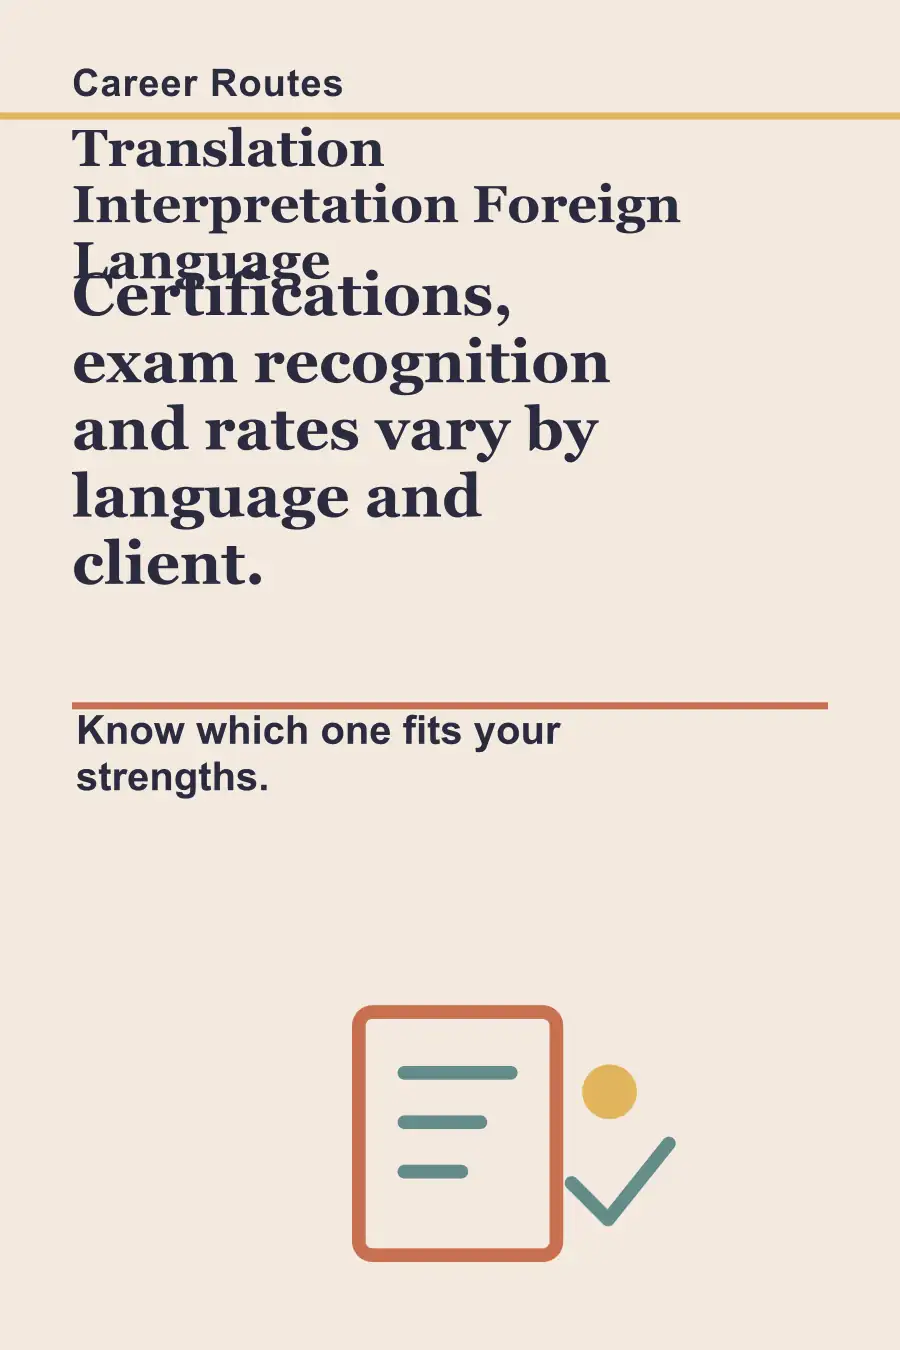 Career Routes
Translation
Interpretation Foreign
Language
Certifications,
exam recognition
and rates vary by
language and
client.
Know which one fits your
strengths.